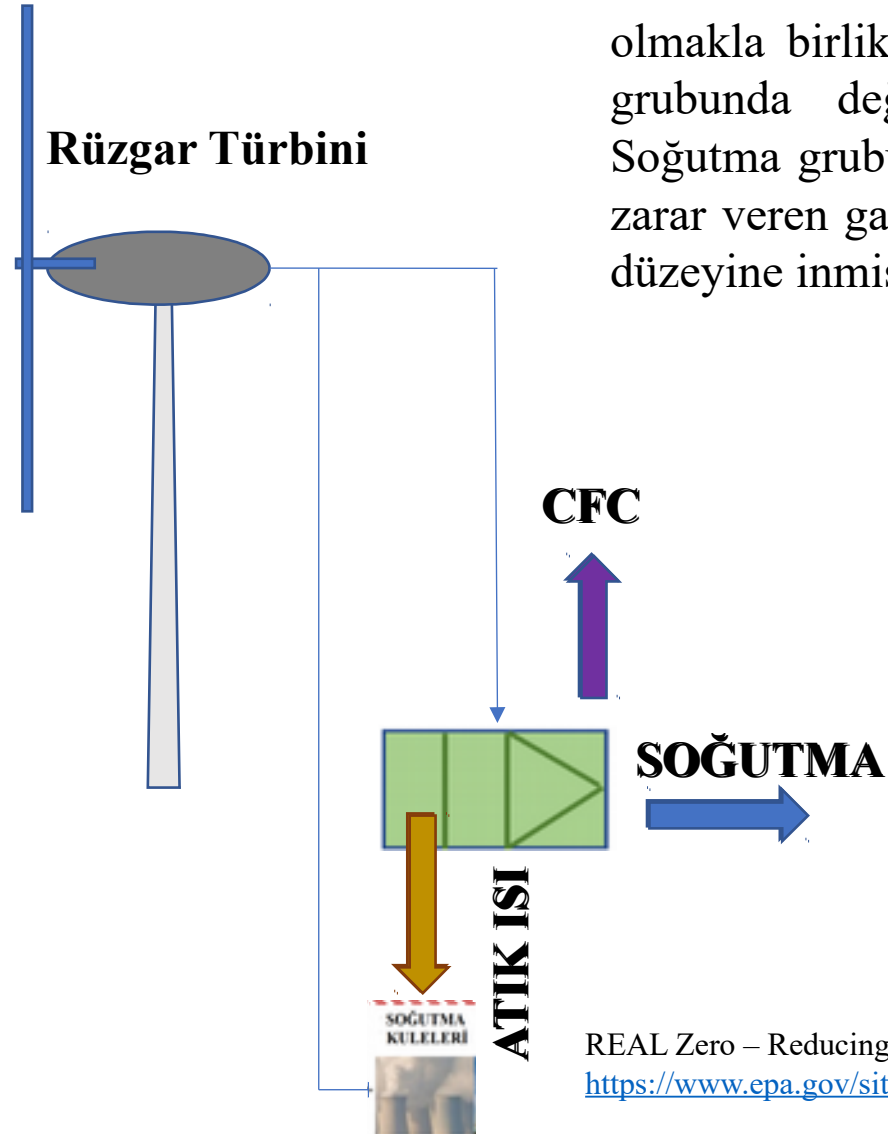 olmakla birlik
Rüzgar Türbini
grubunda değ
Soğutma grubu
zarar veren ga
düzeyine inmiş
CFC
SOĞUTMA
ATIK ISI
SOĞUTMA
KULELERİ
REAL Zero – Reducing
https://www.epa.gov/sit